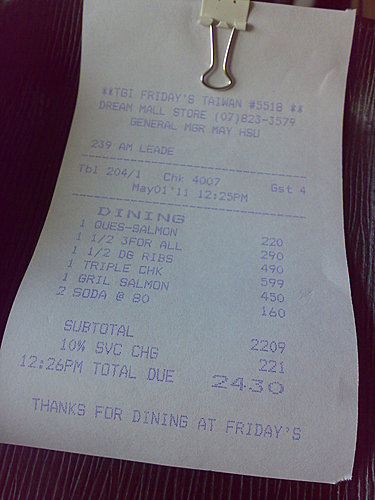 **TGI FRIDAY'S TAIWAN #5518 **
DREAM MALL STORE (07)823-3579
GENERAL MGR MAY HSU
239 AM LEADE
Tbl 204/1 Chk 4007 Gst 4
May01'11 12:25PM
DINING
1 QUES-SALMON 220
1 1/2 3FOR ALL 290
1 1/2 DG RIBS 490
1 TRIPLE CHK 599
1 GRIL SALMON 450
2 SODA @ 80 160
SUBTOTAL 2209
10% SVC CHG 221
12:26PM TOTAL DUE 2430
THANKS FOR DINING AT FRIDAY'S